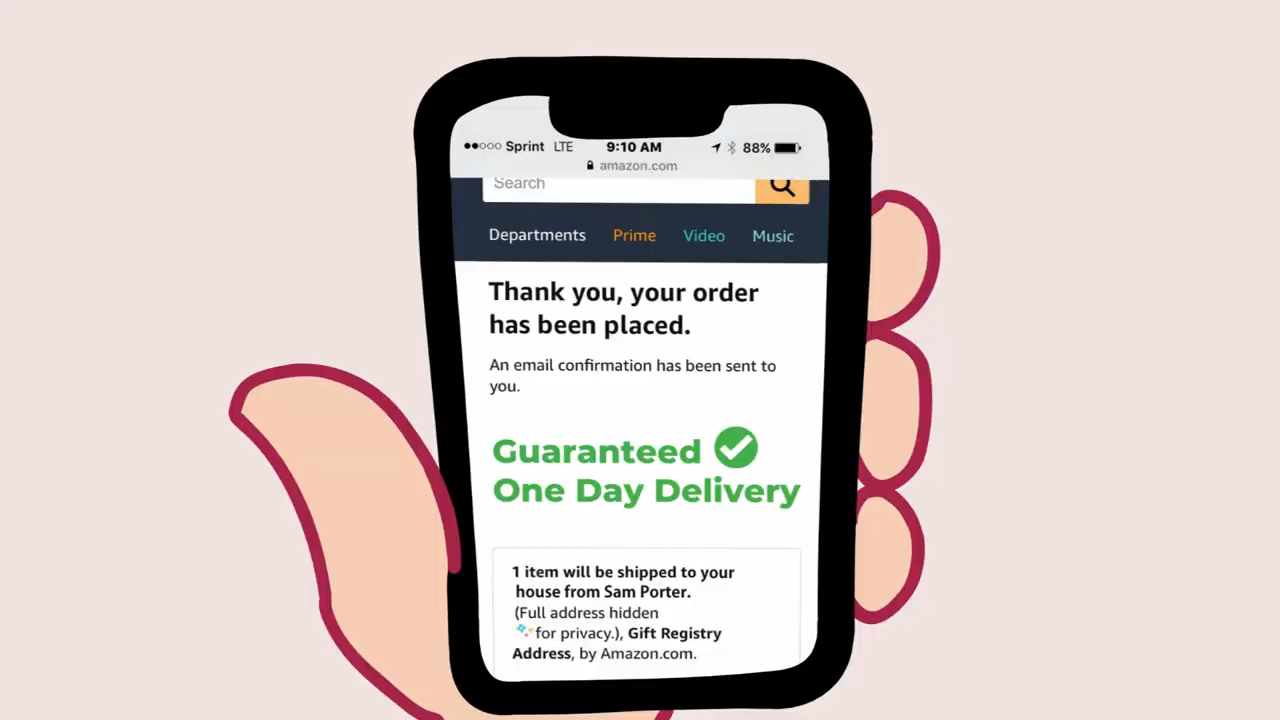 Sprint LTE 9:10 AM 88%
amazon.com
Search
Departments Prime Video Music
Thank you, your order
has been placed.
An email confirmation has been sent to
you.
Guaranteed
One Day Delivery
1 item will be shipped to your
house from Sam Porter.
(Full address hidden
for privacy.), Gift Registry
Address, by Amazon.com.